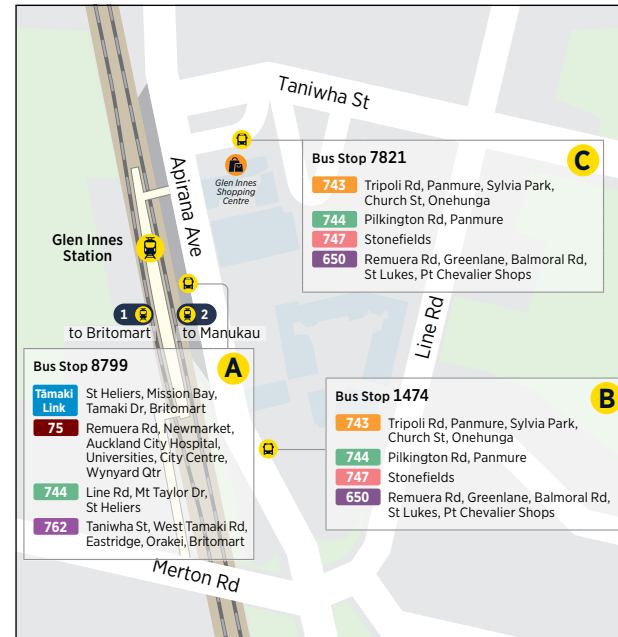 Taniwha St
Apirana Ave
Glen Innes
Shopping
Centre
Bus Stop 7821
C
743 Tripoli Rd, Panmure, Sylvia Park,
Church St, Onehunga
744 Pilkington Rd, Panmure
747 Stonefields
650 Remuera Rd, Greenlane, Balmoral Rd,
St Lukes, Pt Chevalier Shops
Glen Innes
Station
1
2
to Britomart
to Manukau
Line Rd
Bus Stop 8799
A
Tāmaki
Link
St Heliers, Mission Bay,
Tamaki Dr, Britomart
75 Remuera Rd, Newmarket,
Auckland City Hospital,
Universities, City Centre,
Wynyard Qtr
744 Line Rd, Mt Taylor Dr,
St Heliers
762 Taniwha St, West Tamaki Rd,
Eastridge, Orakei, Britomart
Bus Stop 1474
B
743 Tripoli Rd, Panmure, Sylvia Park,
Church St, Onehunga
744 Pilkington Rd, Panmure
747 Stonefields
650 Remuera Rd, Greenlane, Balmoral Rd,
St Lukes, Pt Chevalier Shops
Merton Rd